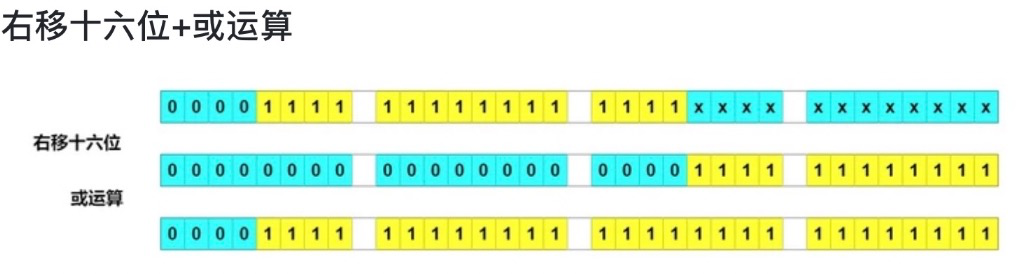 右移十六位+或运算
0 0 0 0 1 1 1 1 1 1 1 1 1 1 1 1 1 1 1 1 x x x x x x x x x x x x
右移十六位
0 0 0 0 0 0 0 0 0 0 0 0 0 0 0 0 0 0 0 0 1 1 1 1 1 1 1 1 1 1 1 1
或运算
0 0 0 0 1 1 1 1 1 1 1 1 1 1 1 1 1 1 1 1 1 1 1 1 1 1 1 1 1 1 1 1